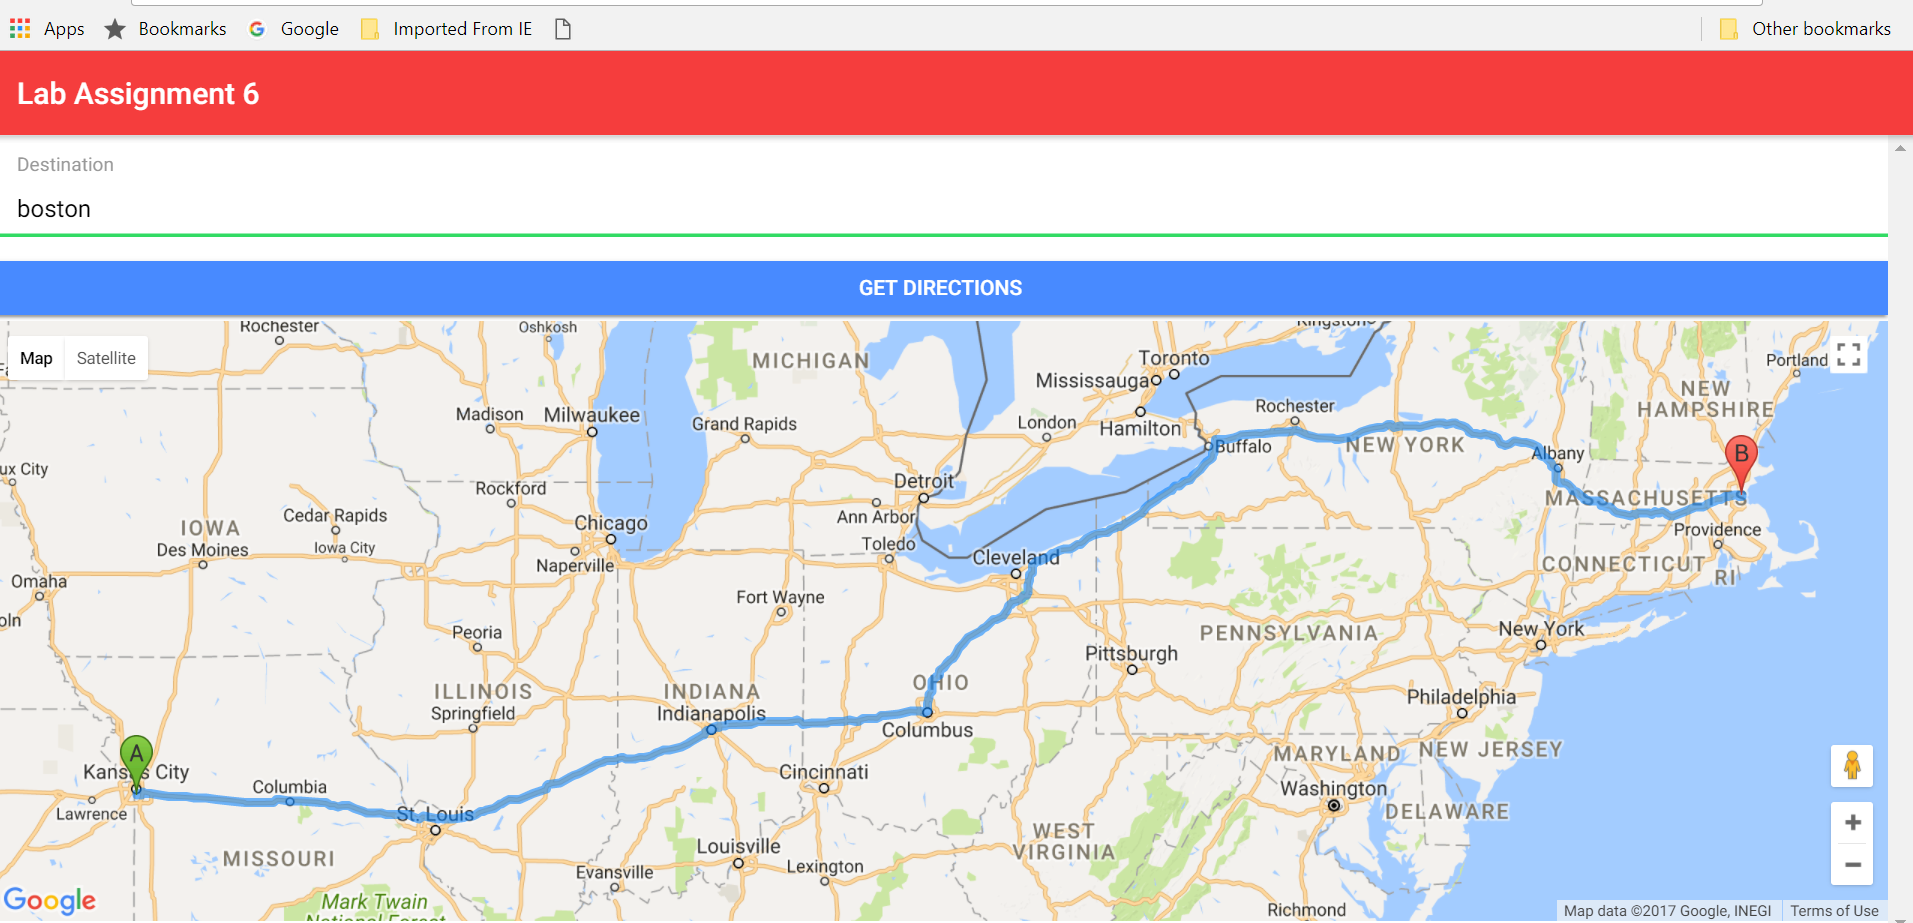 Apps Bookmarks Google Imported From IE Other bookmarks
Lab Assignment 6
Destination
boston
GET DIRECTIONS
Map Satellite
Rochester
Oshkosh
MICHIGAN
Toronto
Mississauga
Portland
NEW
HAMPSHIRE
Madison
Milwaukee
Grand Rapids
London
Hamilton
Rochester
Buffalo
NEW YORK
Albany
B
Detroit
Rockford
Ann Arbor
MASSACHUSETTS
Cedar Rapids
IOWA
Chicago
Providence
Des Moines
Iowa City
Naperville
Toledo
Cleveland
CONNECTICUT
RI
Omaha
Fort Wayne
Peoria
PENNSYLVANIA
New York
Pittsburgh
ILLINOIS
Springfield
INDIANA
Indianapolis
OHIO
Columbus
Philadelphia
A
Kansas City
Columbia
Lawrence
St. Louis
Cincinnati
MARYLAND
NEW JERSEY
Washington
DELAWARE
MISSOURI
Louisville
Lexington
WEST
VIRGINIA
Evansville
Mark Twain
National Forest
Richmond
Google
Map data ©2017 Google, INEGI Terms of Use